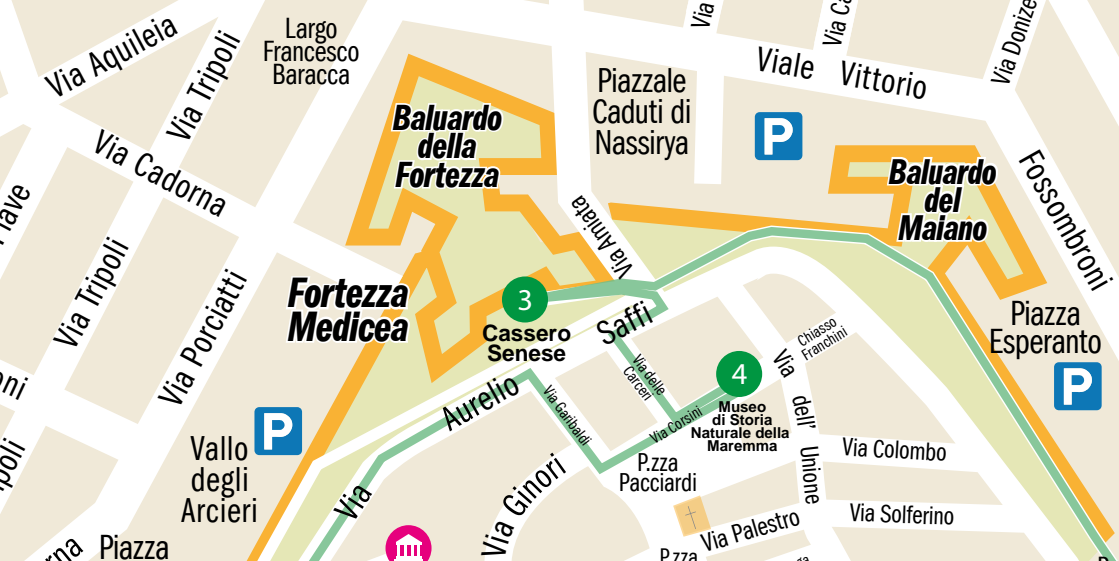 Via Aquileia
Via Tripoli
Largo
Francesco
Baracca
Via
Via Ca
Via Donize
Viale Vittorio
Piazzale
Caduti di
Nassirya
P
Baluardo
della
Fortezza
Via Cadorna
Baluardo
del
Maiano
Fossombroni
Via Amiata
Via Tripoli
Via Porciatti
Fortezza
Medicea
3
Cassero
Senese
Saffi
Piazza
Esperanto
P
Chiasso
Franchini
Via delle
Carceri
4
Museo
di Storia
Naturale della
Maremma
Via dell' Unione
Aurelio
Via Garibaldi
Via Corsini
P.zza
Pacciardi
Via Colombo
P
Vallo
degli
Arcieri
Via
Via Ginori
Via Solferino
Via Palestro
P.zza
Piazza